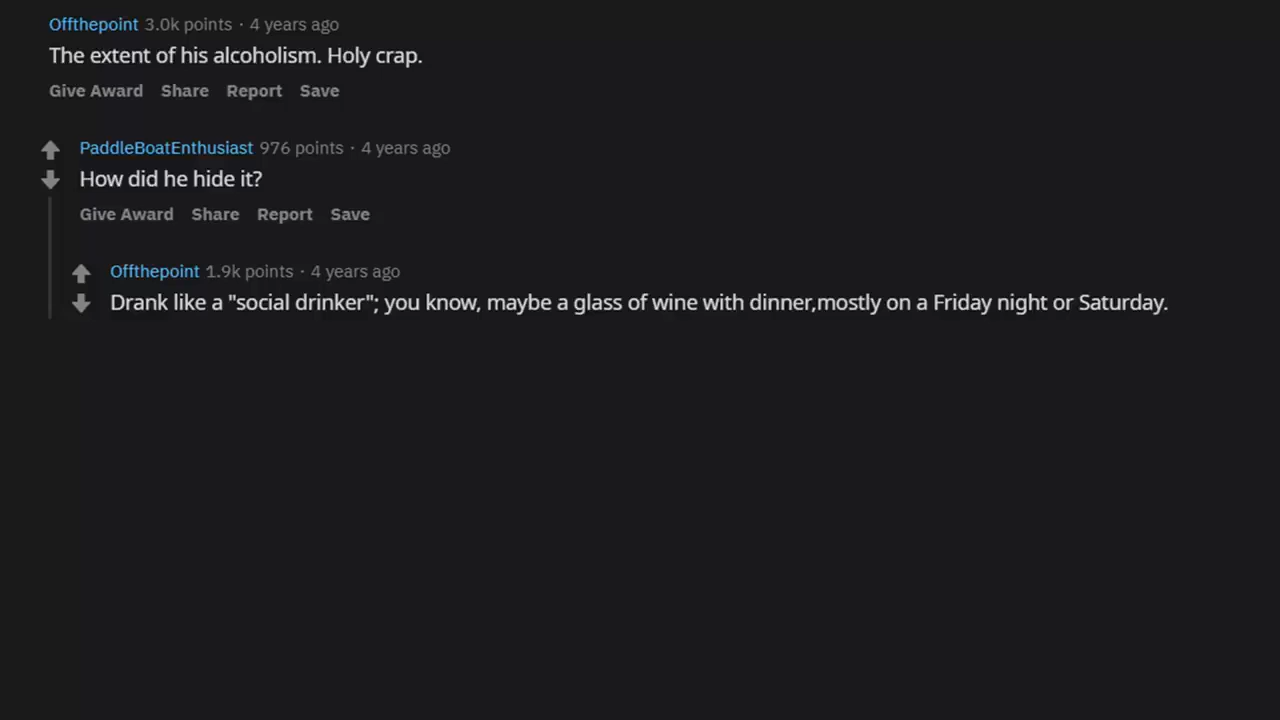 Offthepoint 3.0k points · 4 years ago
The extent of his alcoholism. Holy crap.
Give Award Share Report Save
PaddleBoatEnthusiast 976 points · 4 years ago
How did he hide it?
Give Award Share Report Save
Offthepoint 1.9k points · 4 years ago
Drank like a "social drinker"; you know, maybe a glass of wine with dinner,mostly on a Friday night or Saturday.